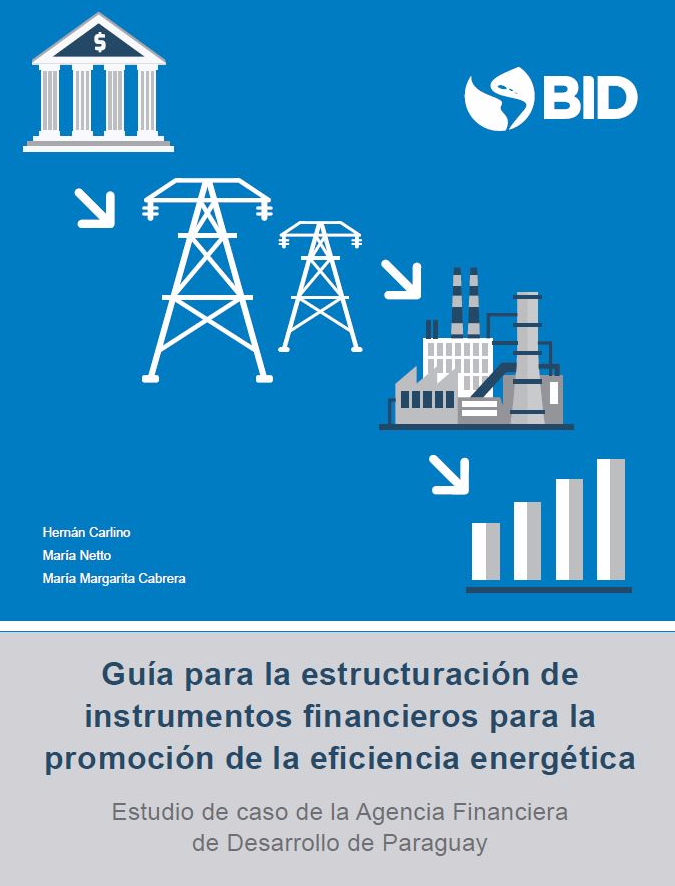 $
BID
Hernán Carlino
María Netto
María Margarita Cabrera
Guía para la estructuración de
instrumentos financieros para la
promoción de la eficiencia energética
Estudio de caso de la Agencia Financiera
de Desarrollo de Paraguay